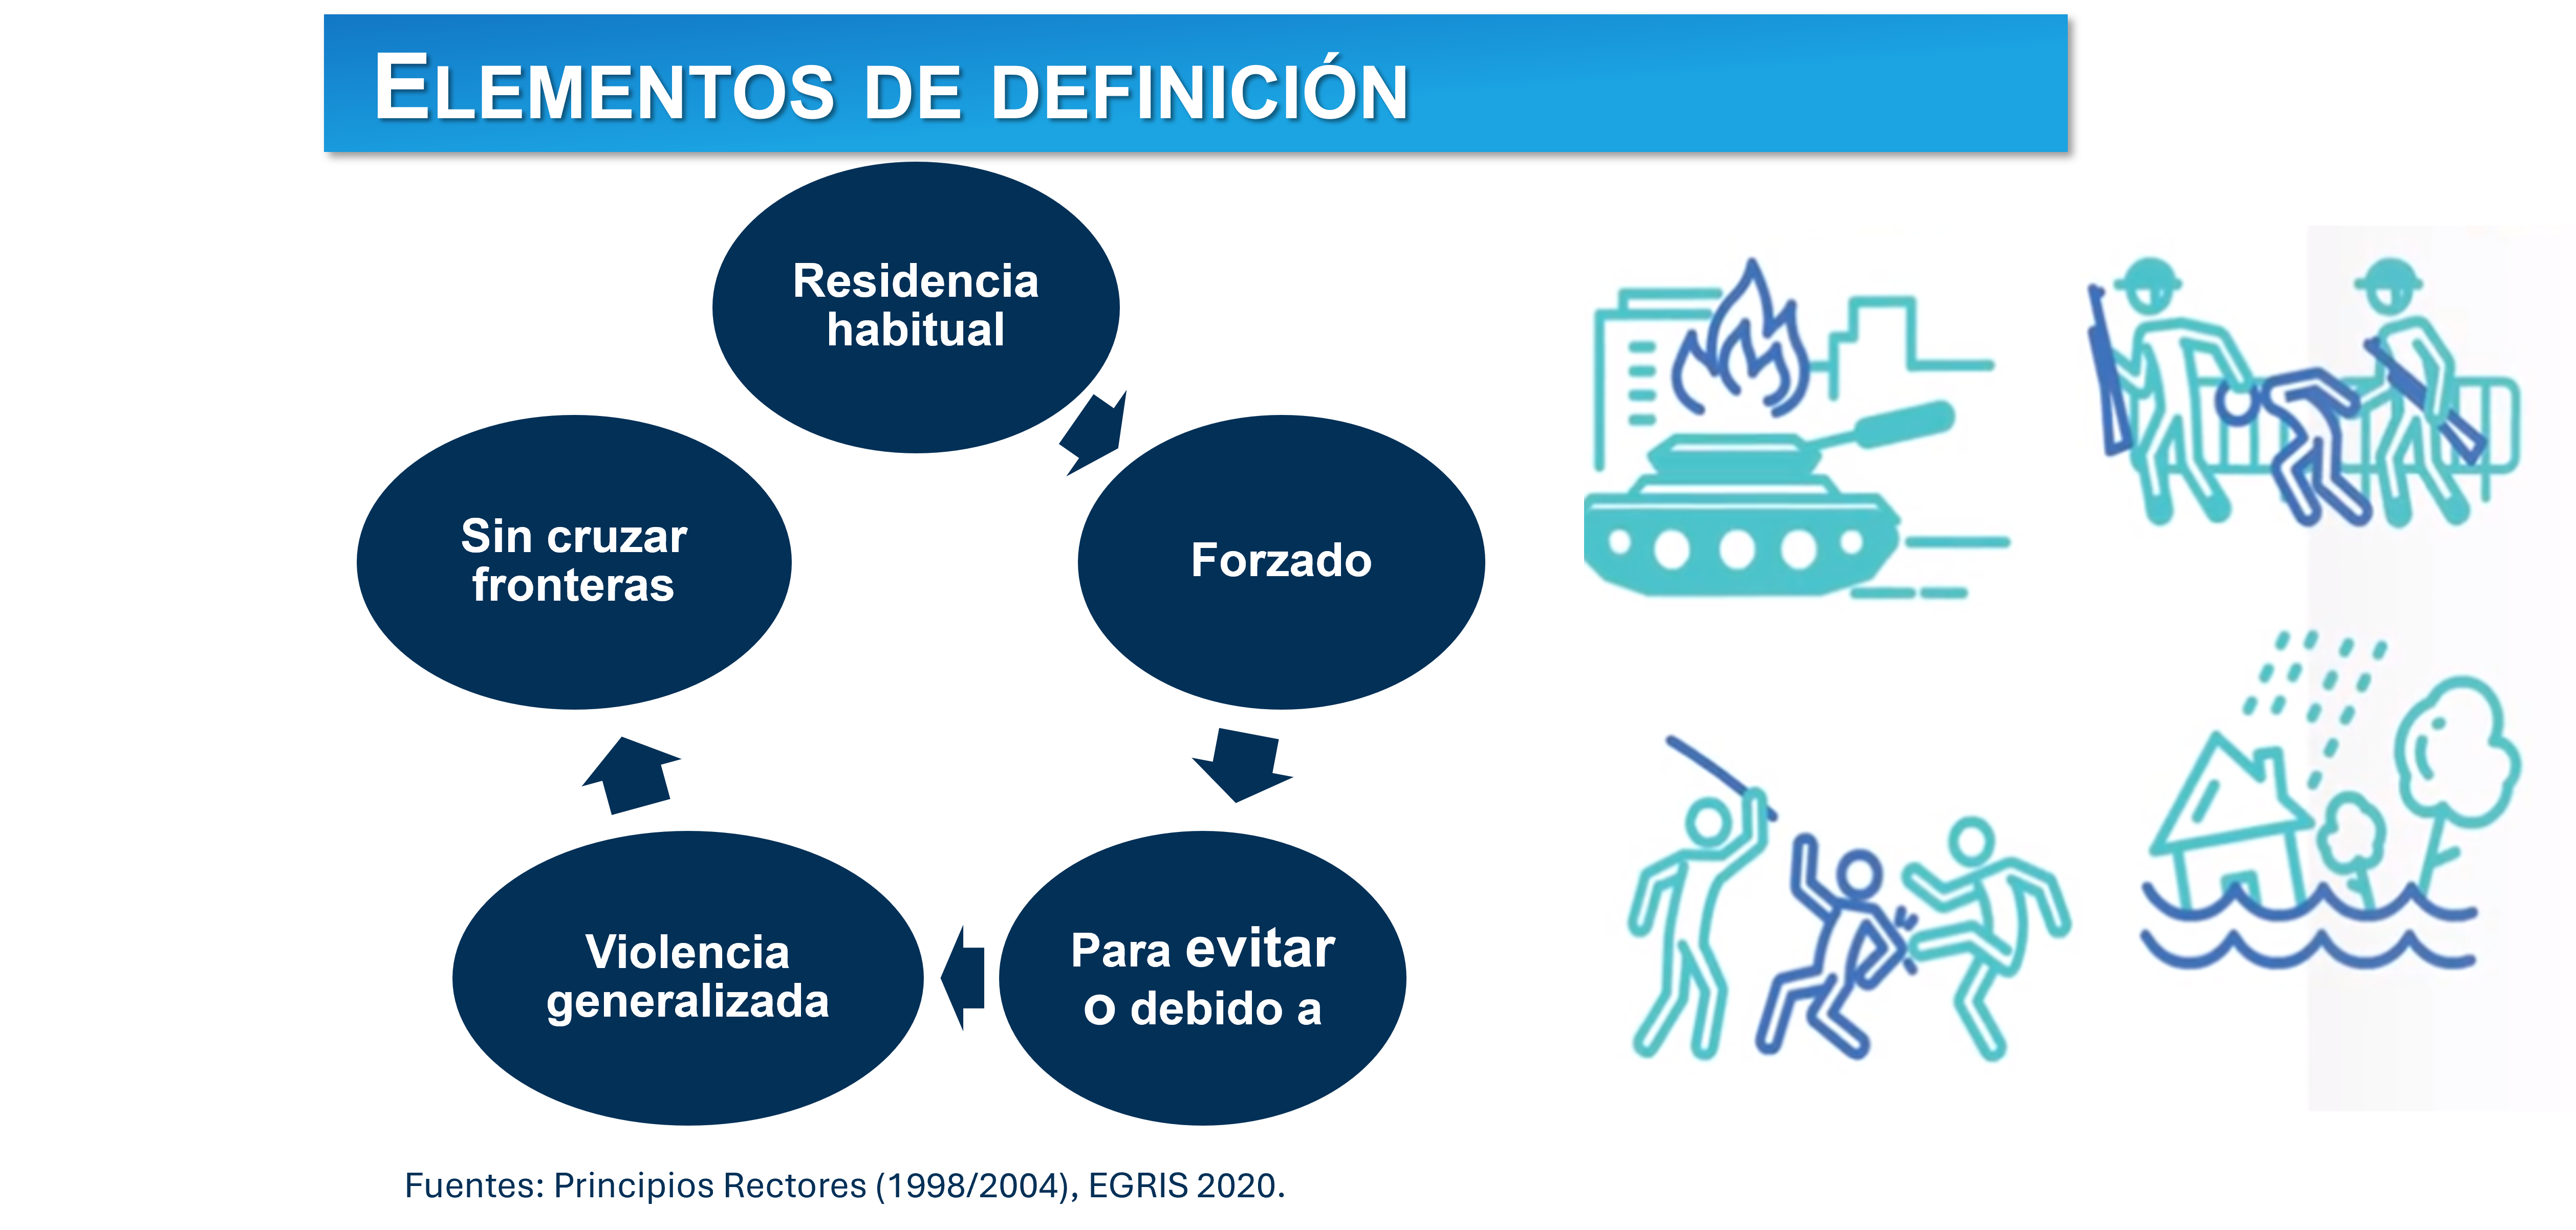 ELEMENTOS DE DEFINICIÓN
Residencia
habitual
Forzado
Para evitar
o debido a
Violencia
generalizada
Sin cruzar
fronteras
Fuentes: Principios Rectores (1998/2004), EGRIS 2020.